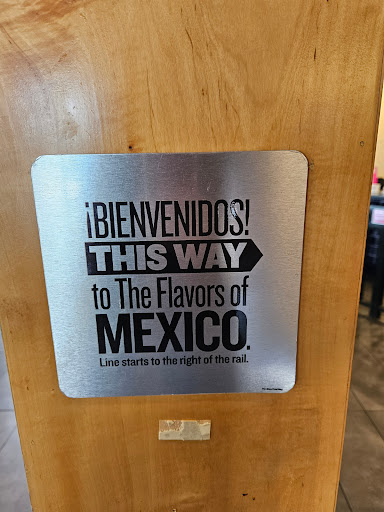 ¡BIENVENIDOS!
THIS WAY
to The Flavors of
MEXICO.
Line starts to the right of the rail.